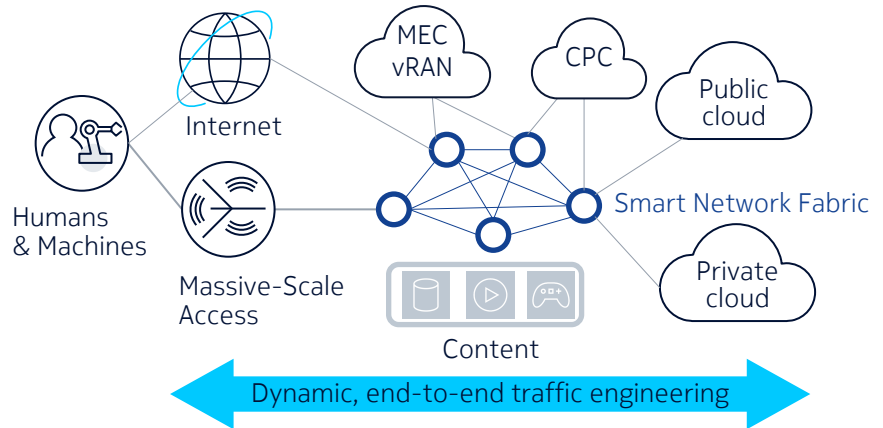 MEC
vRAN
CPC
Public
cloud
Internet
Humans
& Machines
Smart Network Fabric
Massive-Scale
Access
Private
cloud
Content
Dynamic, end-to-end traffic engineering